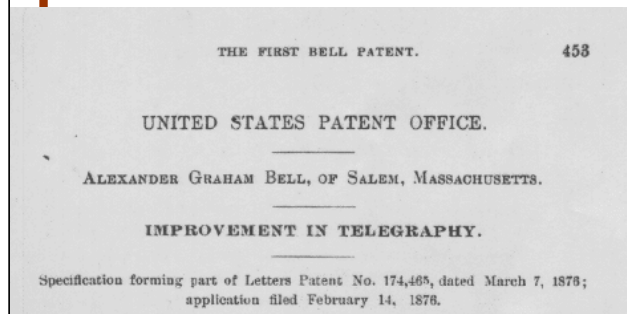 THE FIRST BELL PATENT. 453
UNITED STATES PATENT OFFICE.
ALEXANDER GRAHAM BELL, OF SALEM, MASSACHUSETTS.
IMPROVEMENT IN TELEGRAPHY.
Specification forming part of Letters Patent No. 174,465, dated March 7, 1876;
application filed February 14, 1876.